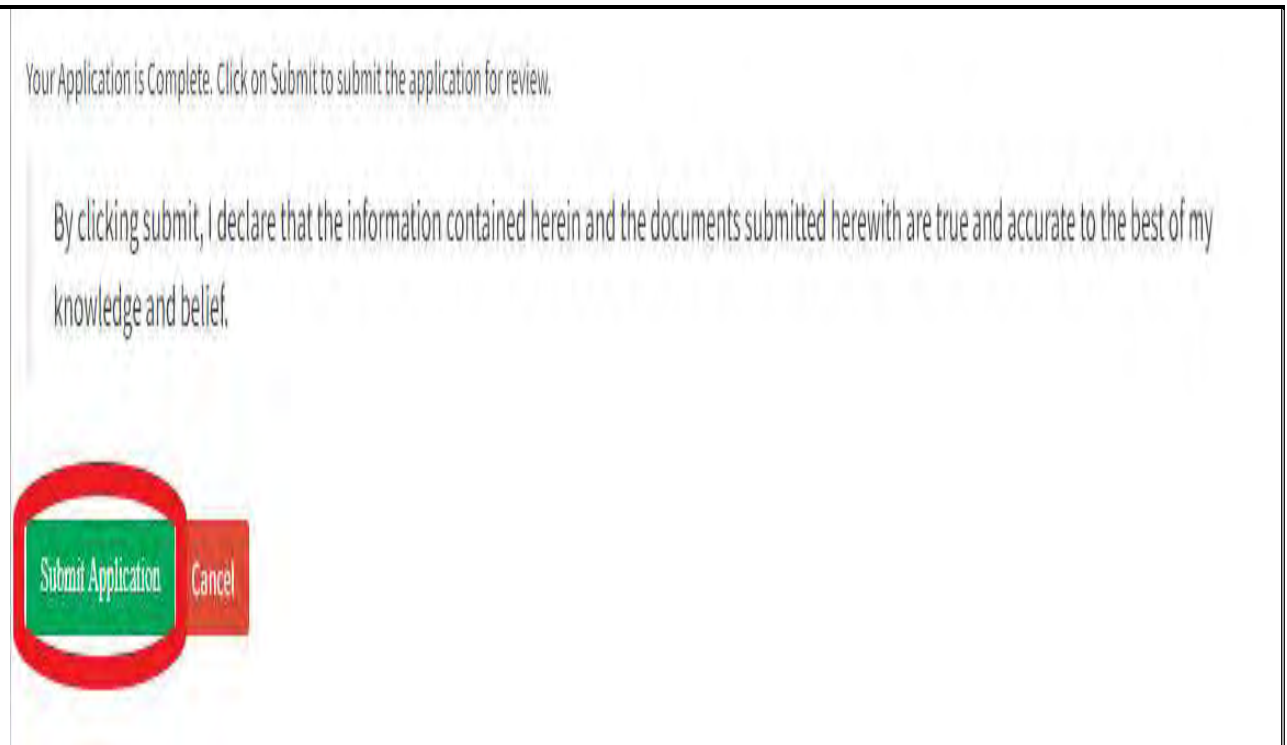 Your Application is Complete. Click on Submit to submit the application for review.
By clicking submit, I declare that the information contained herein and the documents submitted herewith are true and accurate to the best of my
knowledge and belief.
Submit Application Cancel